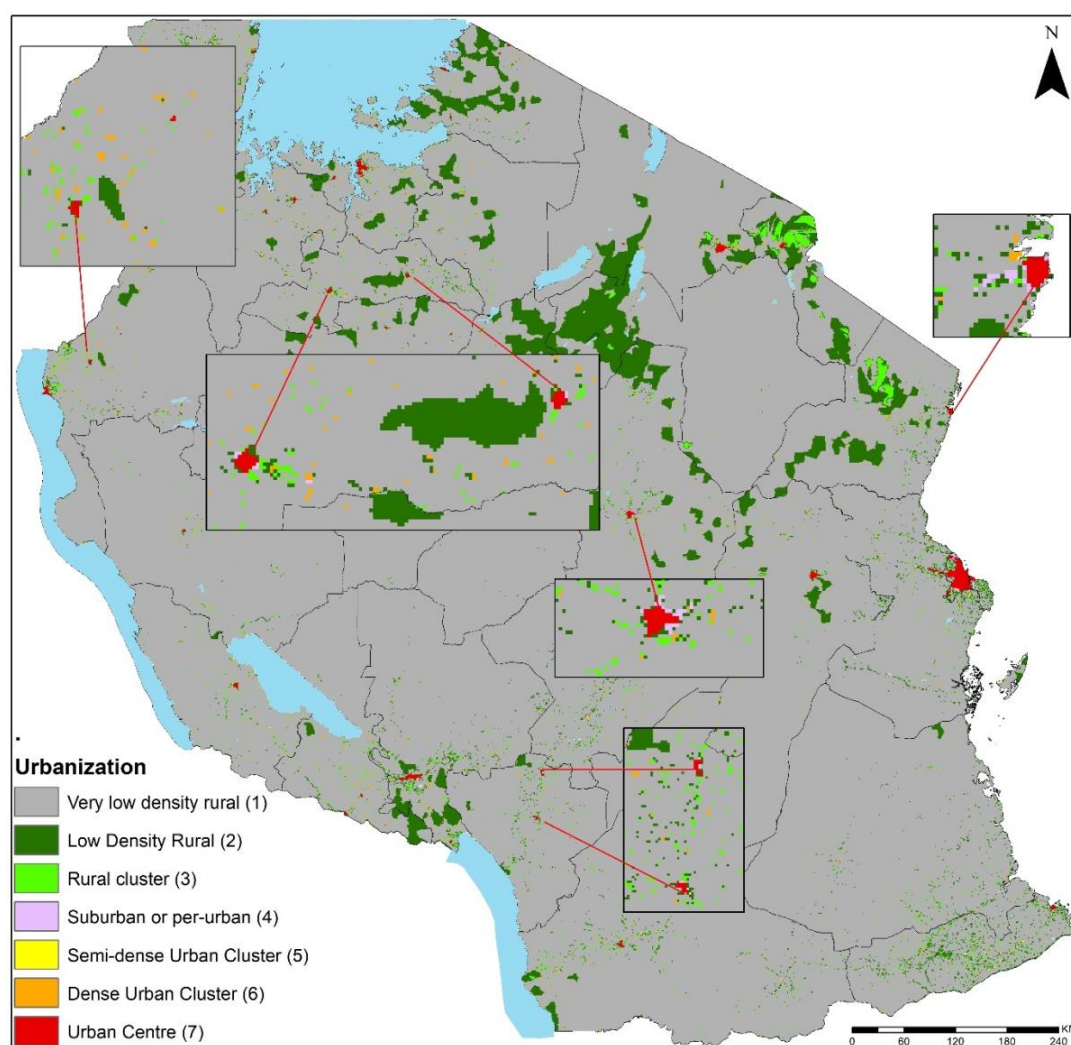 N
Urbanization
Very low density rural (1)
Low Density Rural (2)
Rural cluster (3)
Suburban or per-urban (4)
Semi-dense Urban Cluster (5)
Dense Urban Cluster (6)
Urban Centre (7)
KM
0 60 120 180 240